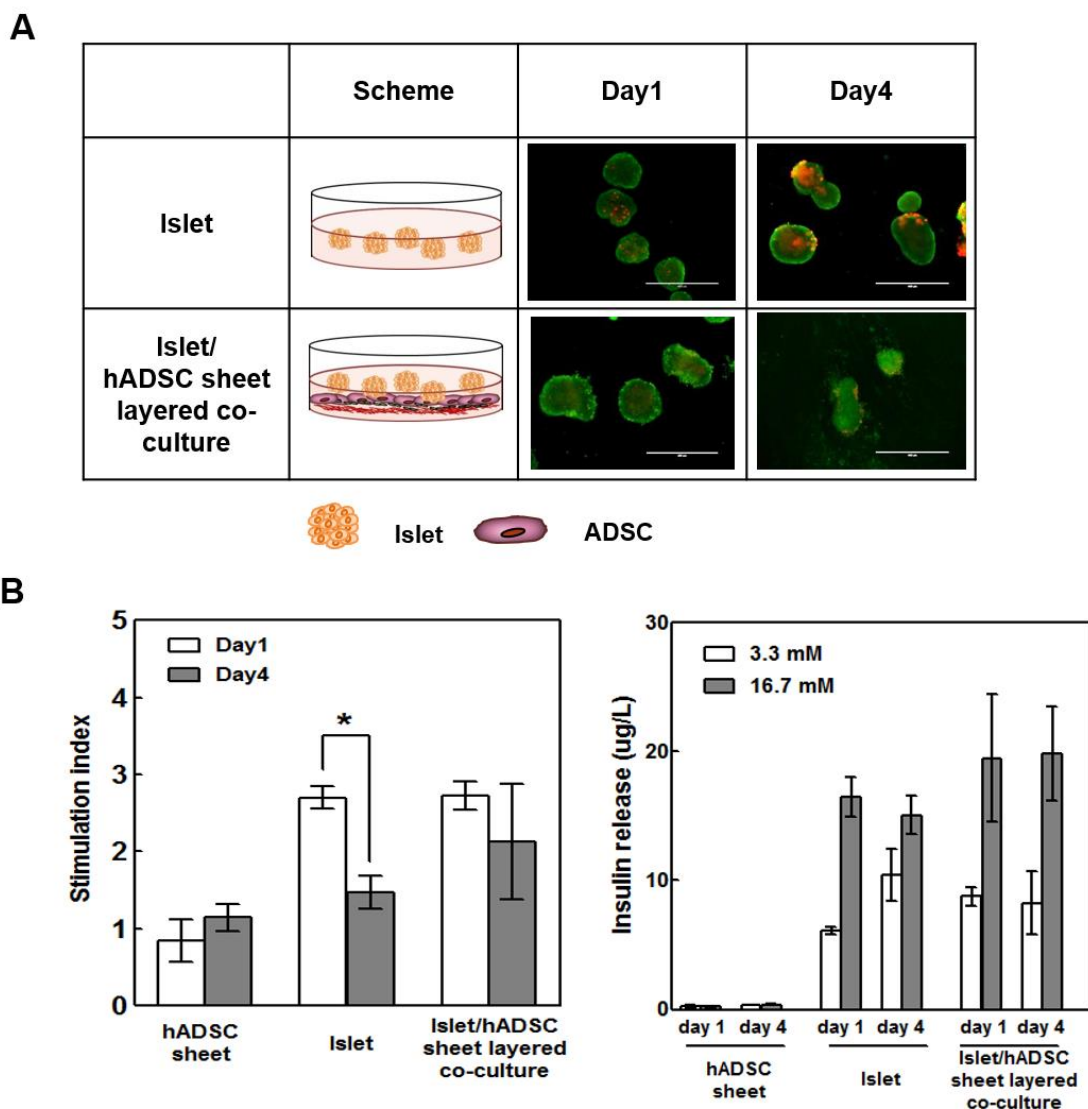 A
Scheme
Day1
Day4
Islet
Islet/
hADSC sheet
layered co-
culture
Islet
ADSC
B
5
4
3
2
1
0
Stimulation index
Day1
Day4
*
hADSC
sheet
Islet
Islet/hADSC
sheet layered
co-culture
30
20
10
0
Insulin release (ug/L)
3.3 mM
16.7 mM
day 1 day 4 day 1 day 4 day 1 day 4
hADSC
sheet
Islet
Islet/hADSC
sheet layered
co-culture